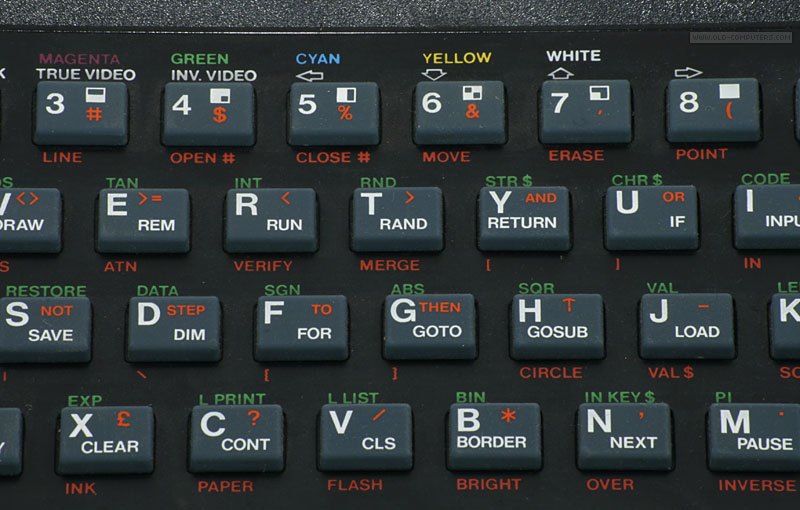 WWW.OLD-COMPUTERS.COM
MAGENTA GREEN CYAN YELLOW WHITE
K TRUE VIDEO INV. VIDEO ⇦ ⇩ ⇧ ⇨
3 # 4 $ 5 % 6 & 7 ' 8 (
LINE OPEN # CLOSE # MOVE ERASE POINT
OS TAN INT RND STR $ CHR $ CODE
W <> E >= R < T > Y AND U OR I
DRAW REM RUN RAND RETURN IF INPU
S ATN VERIFY MERGE [ ] IN
RESTORE DATA SGN ABS SQR VAL LE
S NOT D STEP F TO G THEN H ↑ J − K
SAVE DIM FOR GOTO GOSUB LOAD
| \ { } CIRCLE VAL $ SC
EXP L PRINT L LIST BIN IN KEY $ PI
X £ C ? V / B * N , M .
Y CLEAR CONT CLS BORDER NEXT PAUSE
INK PAPER FLASH BRIGHT OVER INVERSE